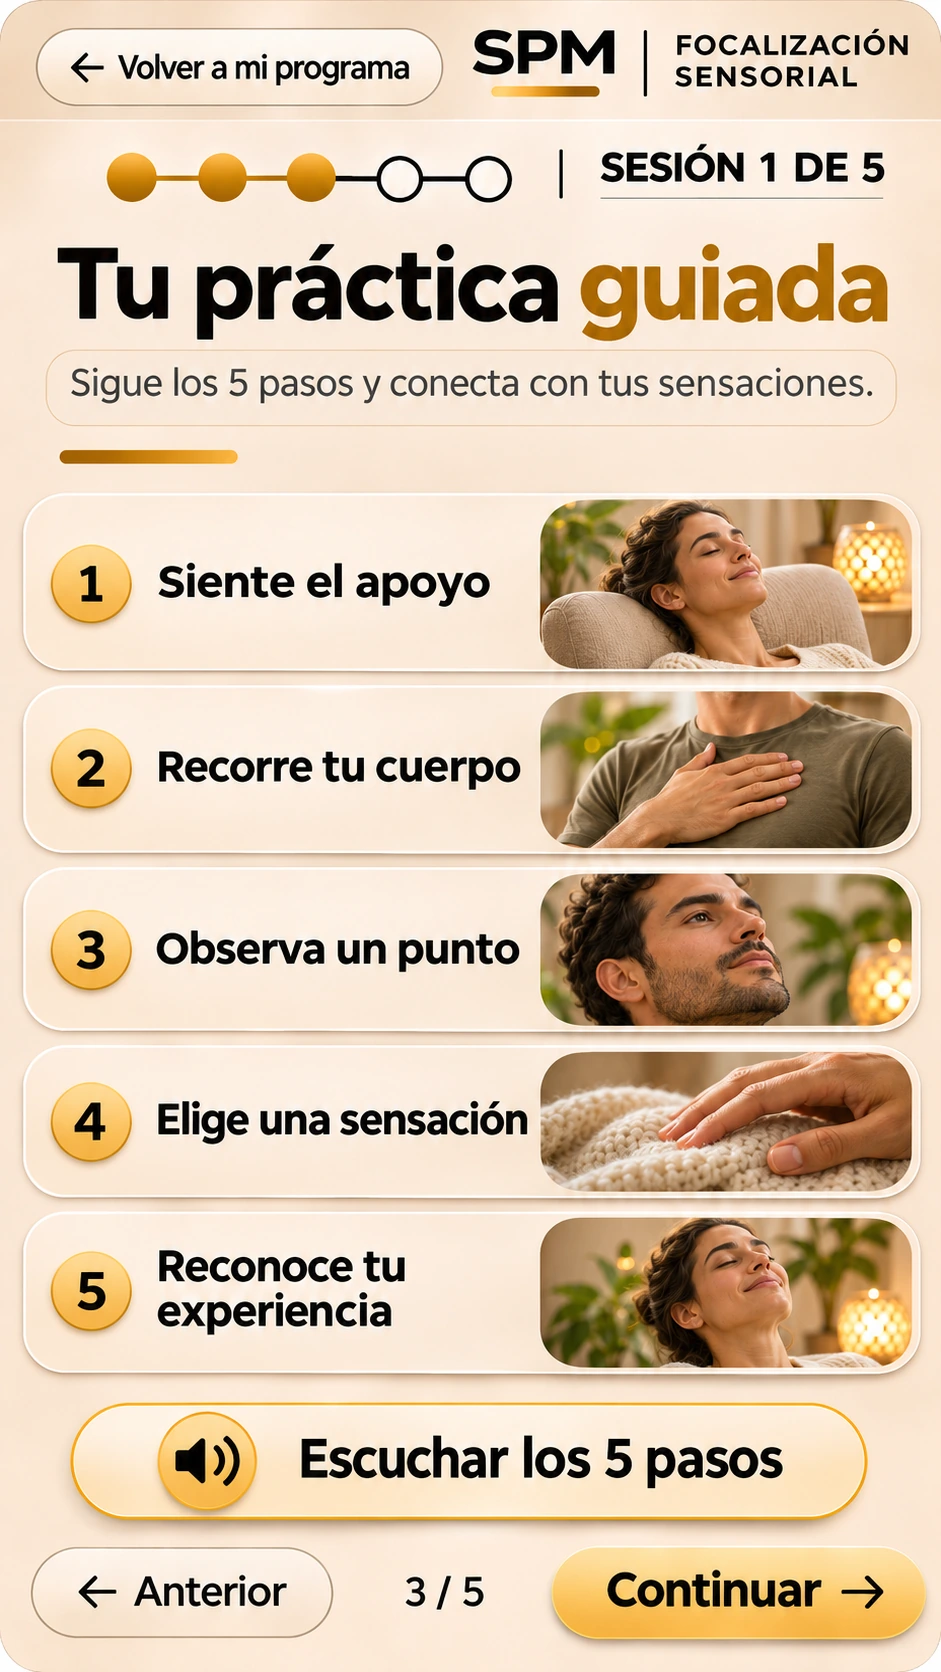 ← Volver a mi programa
SPM
FOCALIZACIÓN
SENSORIAL
SESIÓN 1 DE 5
Tu práctica guiada
Sigue los 5 pasos y conecta con tus sensaciones.
1 Siente el apoyo
2 Recorre tu cuerpo
3 Observa un punto
4 Elige una sensación
5 Reconoce tu
experiencia
Escuchar los 5 pasos
← Anterior
3 / 5
Continuar →